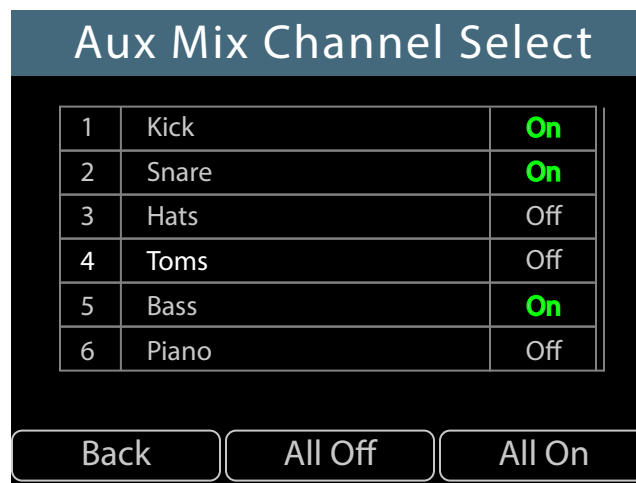 Aux Mix Channel Select
1 Kick On
2 Snare On
3 Hats Off
4 Toms Off
5 Bass On
6 Piano Off
Back All Off All On